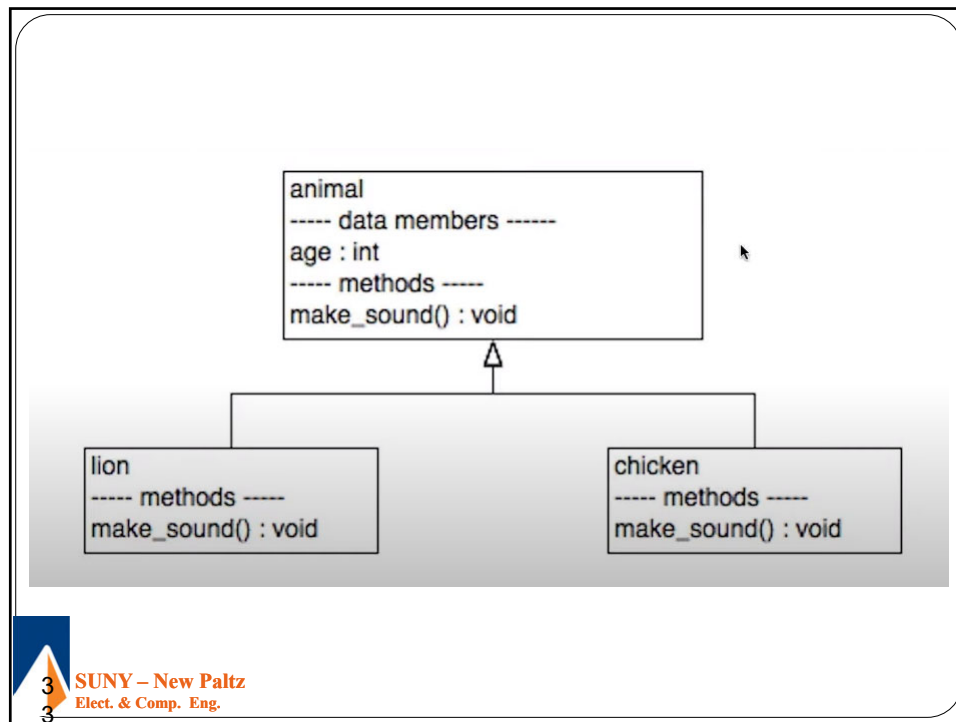 animal
----- data members ------
age : int
----- methods -----
make_sound() : void
lion
----- methods -----
make_sound() : void
chicken
----- methods -----
make_sound() : void
3
3
SUNY – New Paltz
Elect. & Comp. Eng.